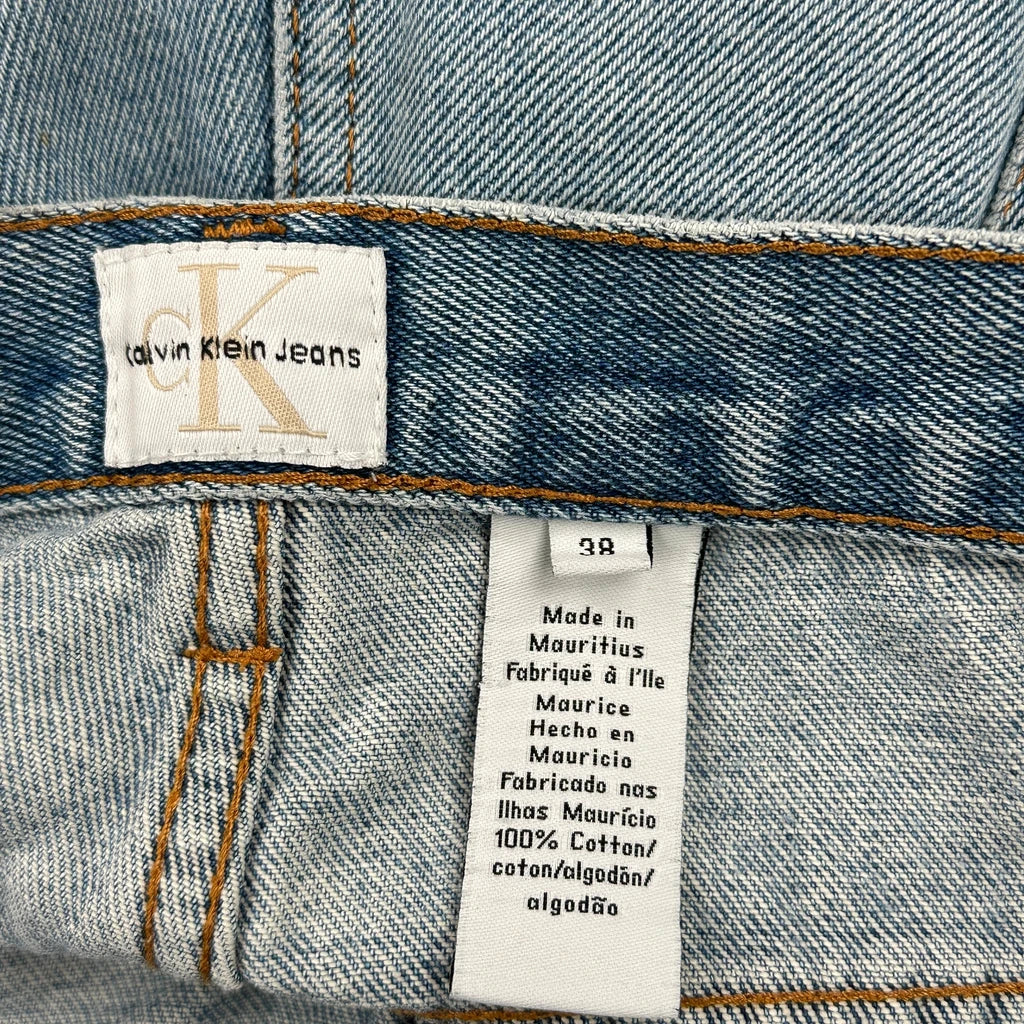 CK
Calvin Klein Jeans
38
Made in
Mauritius
Fabriqué à l'Ile
Maurice
Hecho en
Mauricio
Fabricado nas
Ilhas Maurício
100% Cotton/
coton/algodón/
algodão